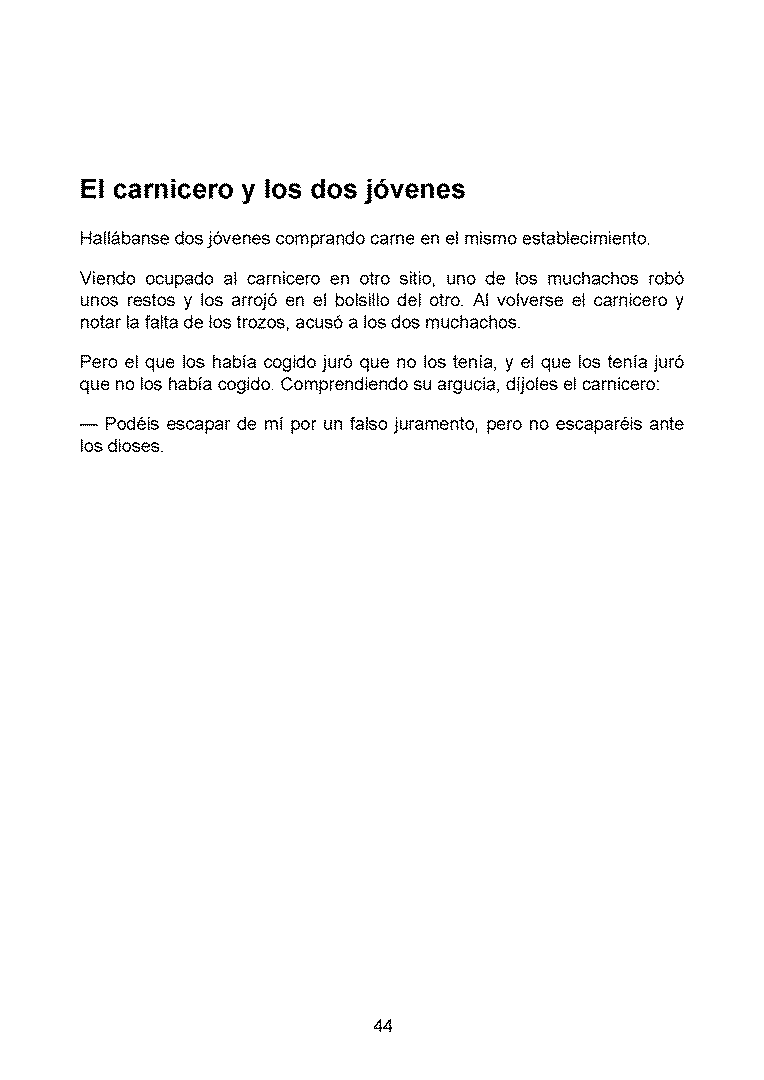 El carnicero y los dos jóvenes
Hallábanse dos jóvenes comprando carne en el mismo establecimiento.
Viendo ocupado al carnicero en otro sitio, uno de los muchachos robó
unos restos y los arrojó en el bolsillo del otro. Al volverse el carnicero y
notar la falta de los trozos, acusó a los dos muchachos.
Pero el que los había cogido juró que no los tenía, y el que los tenía juró
que no los había cogido. Comprendiendo su argucia, díjoles el carnicero:
— Podéis escapar de mí por un falso juramento, pero no escaparéis ante
los dioses.
44